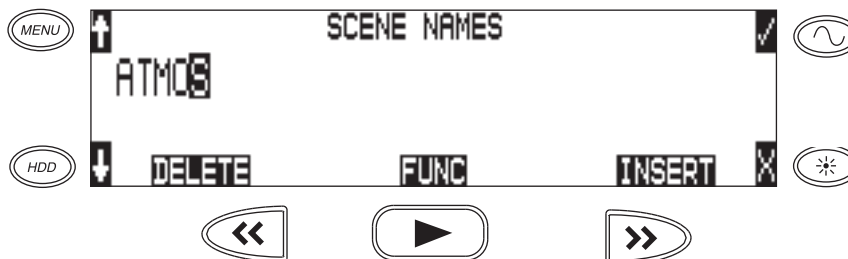 MENU
SCENE NAMES
ATMOS
HDD
DELETE FUNC INSERT X